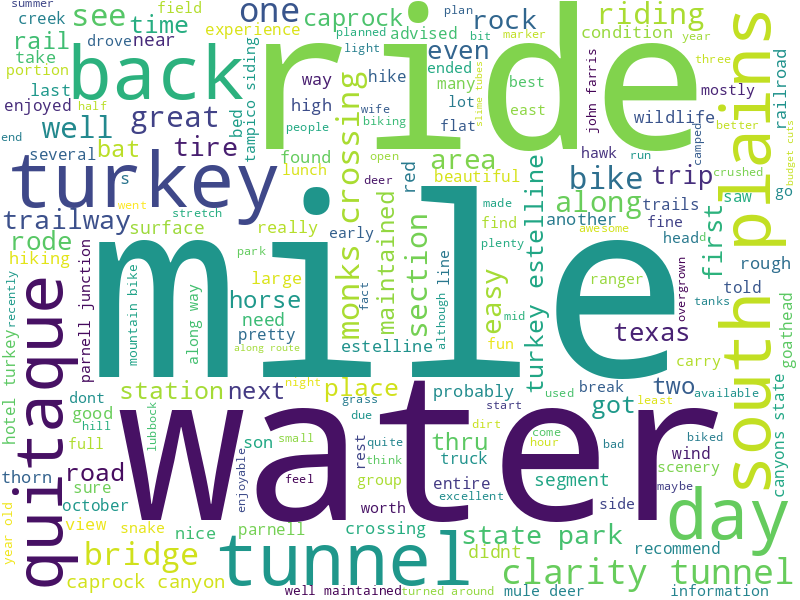 summer
creek
field
see
one
caprock
plan
planned
light
bit
rock
marker
riding
year
condition
rail
drove
near
time
experience
advised
even
three
take
portion
back
ride
tampico siding
way
hike
ended
many
lot
best
east
slime tubes
john farris
mostly
better
railroad
budget cuts
last
enjoyed
high
half
great
bed
wife
biking
flat
wildlife
camped
end
well
tire
people
monks crossing
area
hawk
run
crushed
several
bat
found
lunch
red
beautiful
open
turkey
s
went
deer
maintained
made
find
bike
trip
saw
go
plains
trailway
stretch
really
early
section
plenty
along
another
trails
fine
first
rode
surface
park
line
although
awesome
head
d
rough
hiking
recently
parnell junction
mountain bike
along way
large
mile
easy
mid
turkey estelline
ranger
overgrown
told
tanks
goathead
horse
need
fact
pretty
fun
texas
hotel turkey
along route
estelline
carry
south
quitaque
station
next
night
place
probably
break
used
two
least
available
canyons state
dont
good
hill
lubbock
grass
due
start
got
water
full
son
small
rest
quite
think
thru
dirt
come
hour
bad
biked
day
thorn
road
sure
enjoyable
feel
group
truck
wind
maybe
scenery
october
worth
entire
excellent
segment
side
year old
view
snake
nice
parnell
crossing
state park
didnt
recommend
bridge
tunnel
clarity tunnel
caprock canyon
well maintained
turned around
mule deer
information